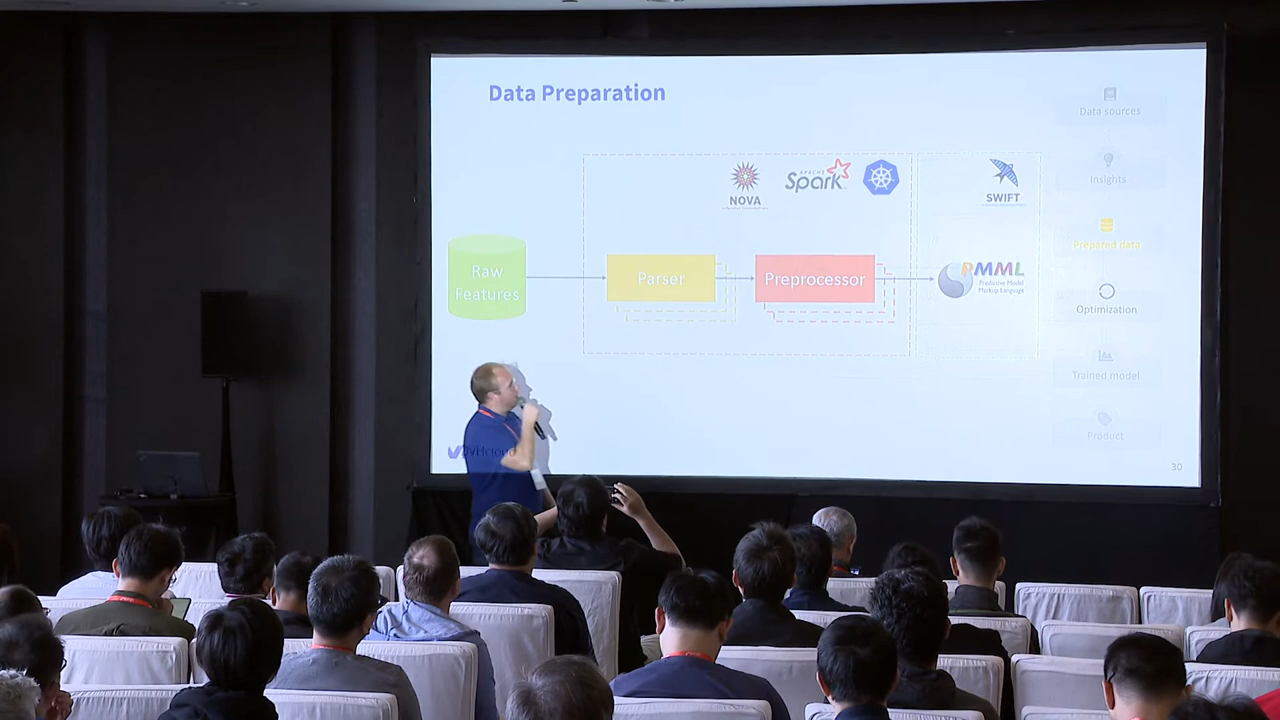 Data Preparation
Data sources
Insights
Prepared data
Optimization
Trained model
Product
NOVA
APACHE
Spark
SWIFT
Raw
Features
Parser
Preprocessor
PMML
Predictive Model
Markup Language
OVHcloud
30